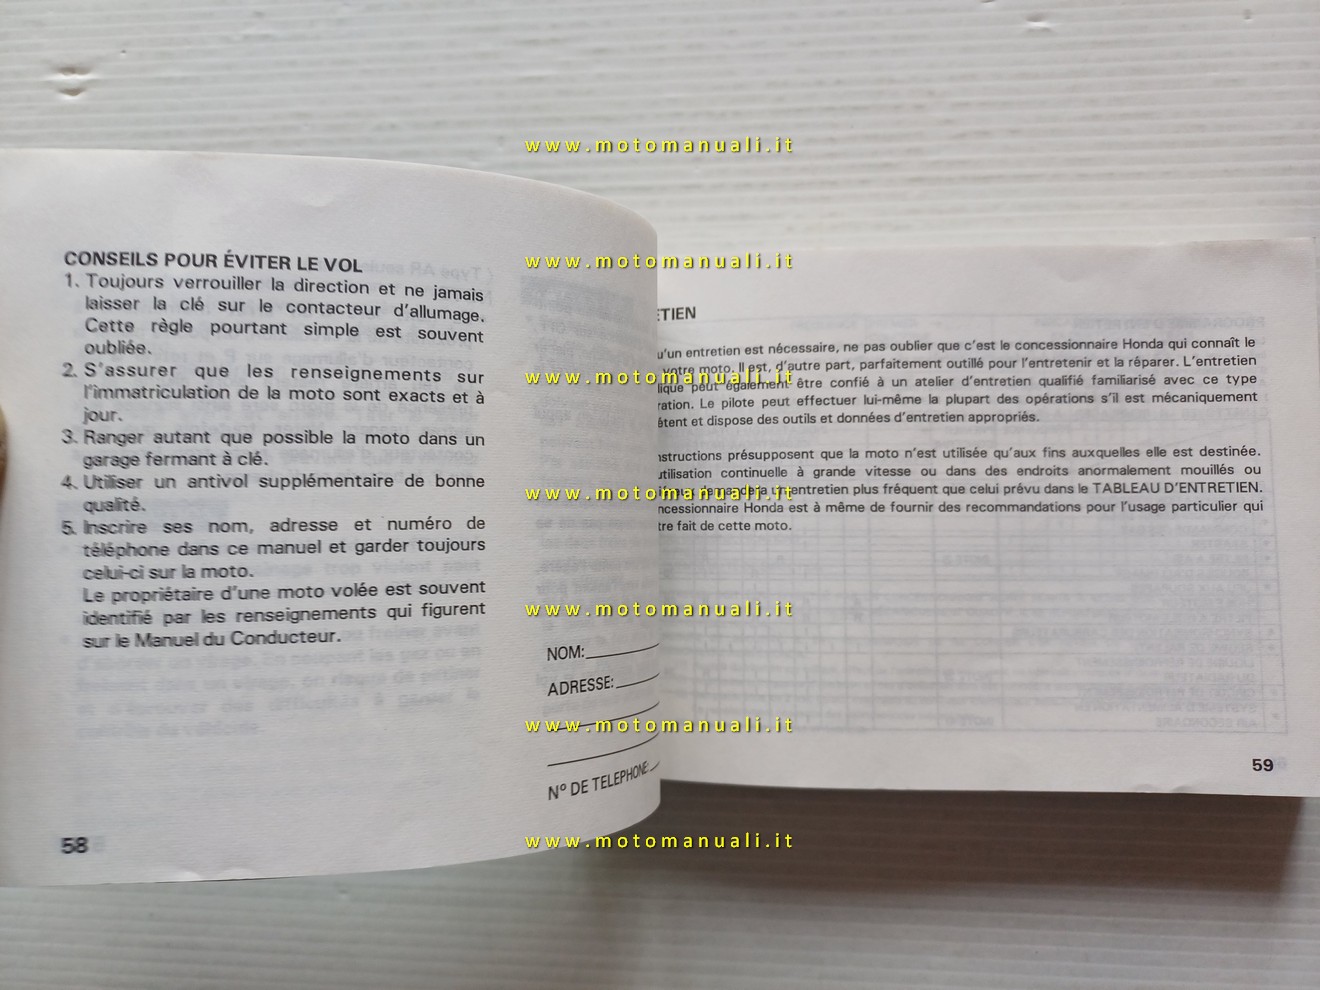 www.motomanuali.it
CONSEILS POUR ÉVITER LE VOL
1. Toujours verrouiller la direction et ne jamais
laisser la clé sur le contacteur d'allumage.
Cette règle pourtant simple est souvent
oubliée.
2. S'assurer que les renseignements sur
l'immatriculation de la moto sont exacts et à
jour.
3. Ranger autant que possible la moto dans un
garage fermant à clé.
4. Utiliser un antivol supplémentaire de bonne
qualité.
5. Inscrire ses nom, adresse et numéro de
téléphone dans ce manuel et garder toujours
celui-ci sur la moto.
Le propriétaire d'une moto volée est souvent
identifié par les renseignements qui figurent
sur le Manuel du Conducteur.
58
NOM:
ADRESSE:
Nº DE TELEPHONE:
www.motomanuali.it
ETIEN
u'un entretien est nécessaire, ne pas oublier que c'est le concessionnaire Honda qui connaît le
votre moto. Il est, d'autre part, parfaitement outillé pour l'entretenir et la réparer. L'entretien
www.motomanuali.it
lique peut également être confié à un atelier d'entretien qualifié familiarisé avec ce type
ration. Le pilote peut effectuer lui-même la plupart des opérations s'il est mécaniquement
étent et dispose des outils et données d'entretien appropriés.
nstructions présupposent que la moto n'est utilisée qu'aux fins auxquelles elle est destinée.
utilisation continuelle à grande vitesse ou dans des endroits anormalement mouillés ou
un entretien plus fréquent que celui prévu dans le TABLEAU D'ENTRETIEN.
www.motomanuali.it
ncessionnaire Honda est à même de fournir des recommandations pour l'usage particulier qui
tre fait de cette moto.
www.motomanuali.it
www.motomanuali.it
59
www.motomanuali.it